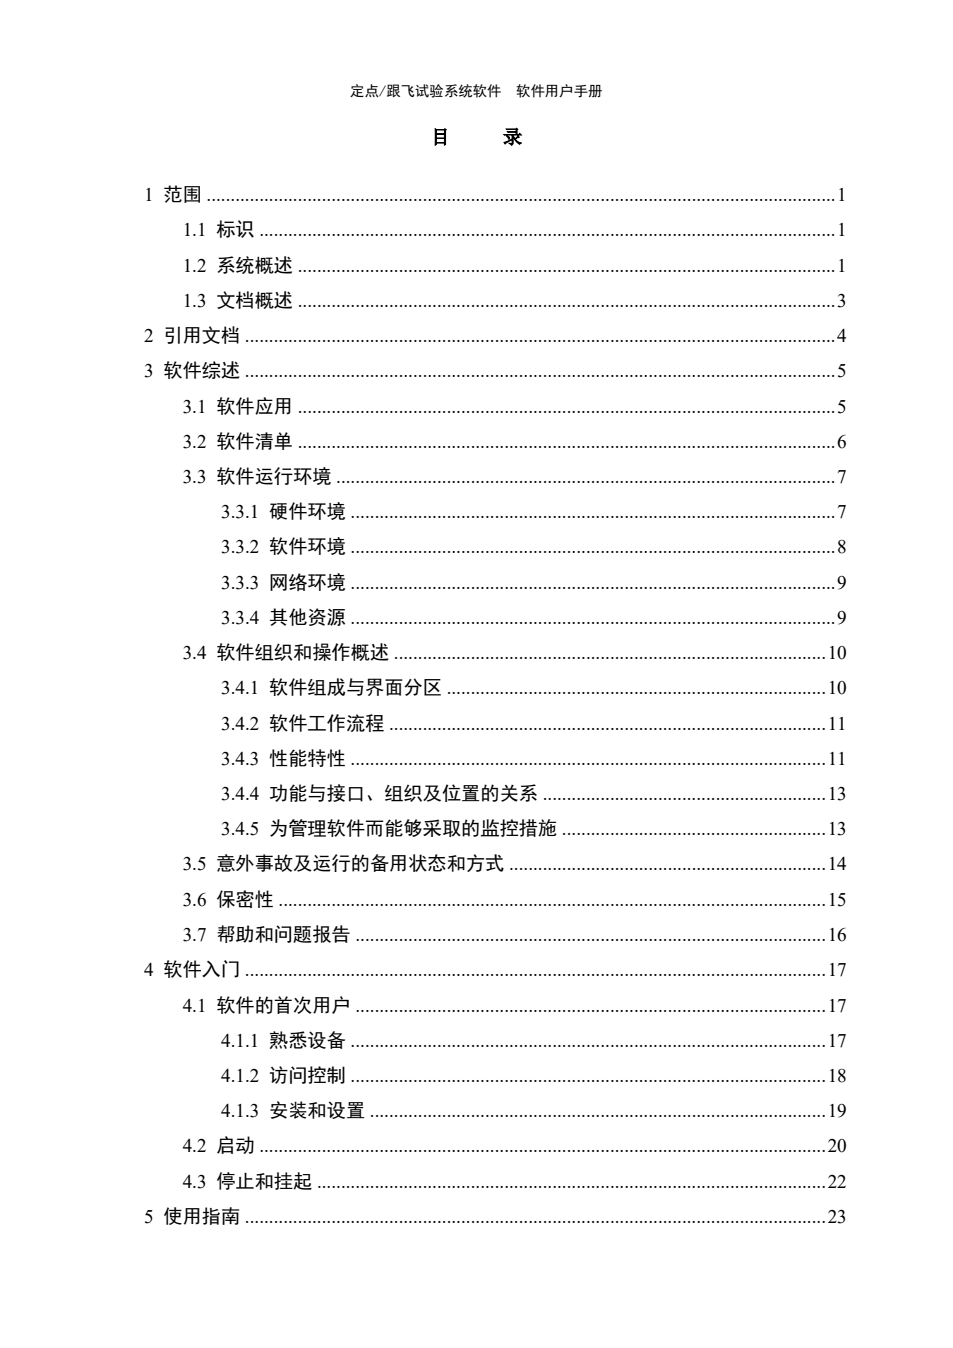 定点/跟飞试验系统软件 软件用户手册
目 录
1 范围 ........ 1
1.1 标识 ........ 1
1.2 系统概述 ........ 1
1.3 文档概述 ........ 3
2 引用文档 ........ 4
3 软件综述 ........ 5
3.1 软件应用 ........ 5
3.2 软件清单 ........ 6
3.3 软件运行环境 ........ 7
3.3.1 硬件环境 ........ 7
3.3.2 软件环境 ........ 8
3.3.3 网络环境 ........ 9
3.3.4 其他资源 ........ 9
3.4 软件组织和操作概述 ........ 10
3.4.1 软件组成与界面分区 ........ 10
3.4.2 软件工作流程 ........ 11
3.4.3 性能特性 ........ 11
3.4.4 功能与接口、组织及位置的关系 ........ 13
3.4.5 为管理软件而能够采取的监控措施 ........ 13
3.5 意外事故及运行的备用状态和方式 ........ 14
3.6 保密性 ........ 15
3.7 帮助和问题报告 ........ 16
4 软件入门 ........ 17
4.1 软件的首次用户 ........ 17
4.1.1 熟悉设备 ........ 17
4.1.2 访问控制 ........ 18
4.1.3 安装和设置 ........ 19
4.2 启动 ........ 20
4.3 停止和挂起 ........ 22
5 使用指南 ........ 23